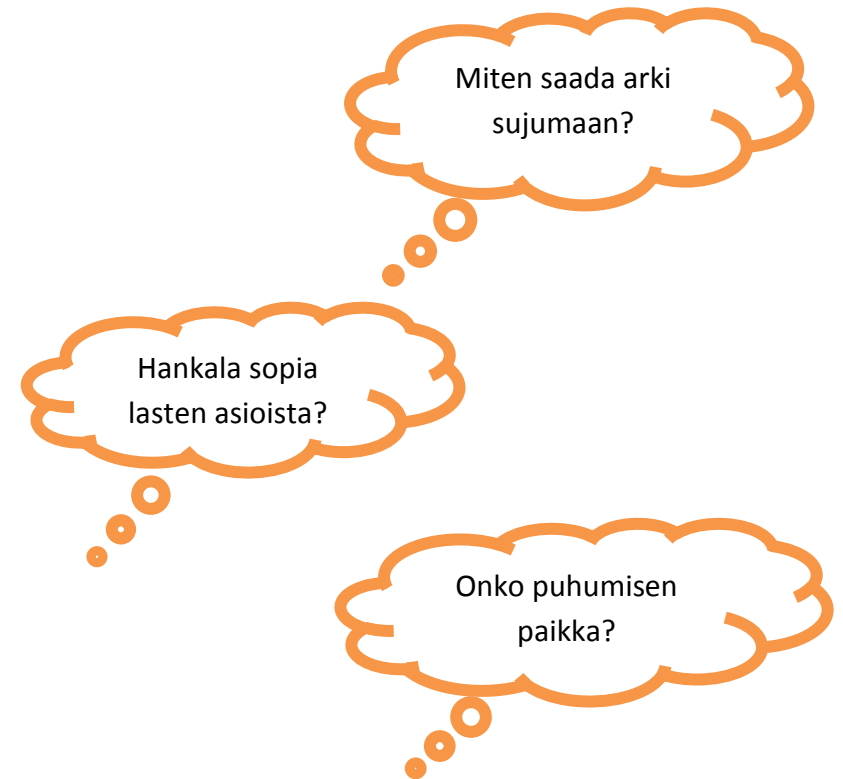 Miten saada arki
sujumaan?
Hankala sopia
lasten asioista?
Onko puhumisen
paikka?